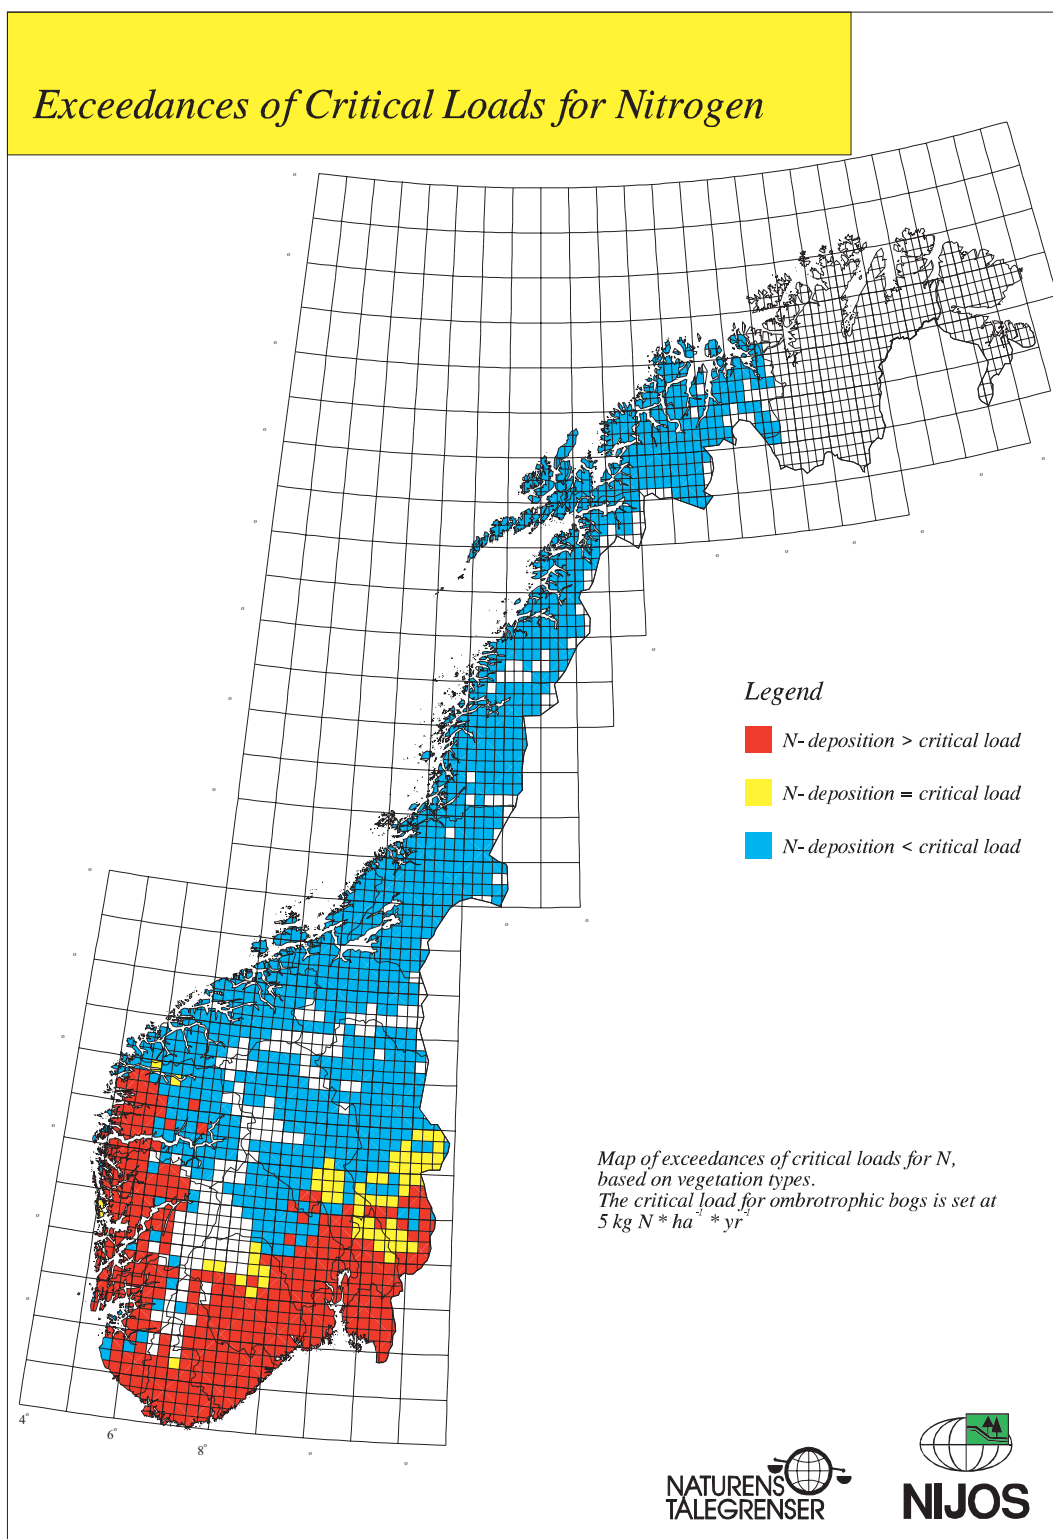 Exceedances of Critical Loads for Nitrogen
Legend
N- deposition > critical load
N- deposition = critical load
N- deposition < critical load
Map of exceedances of critical loads for N,
based on vegetation types.
The critical load for ombrotrophic bogs is set at
5 kg N * ha⁻¹ * yr⁻¹
4°
6°
8°
NATURENS
TÅLEGRENSER
NIJOS